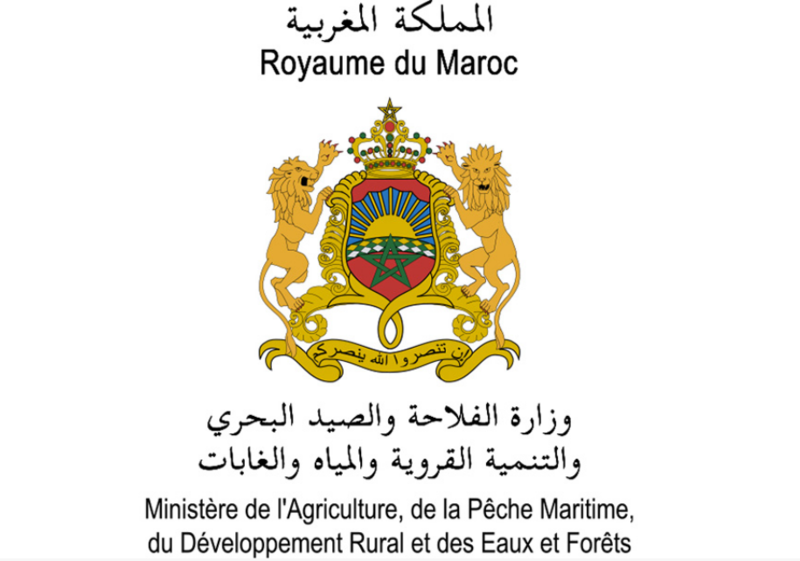 المملكة المغربية
Royaume du Maroc
إن تنصروا الله ينصركم
وزارة الفلاحة والصيد البحري
والتنمية القروية والمياه والغابات
Ministère de l'Agriculture, de la Pêche Maritime,
du Développement Rural et des Eaux et Forêts